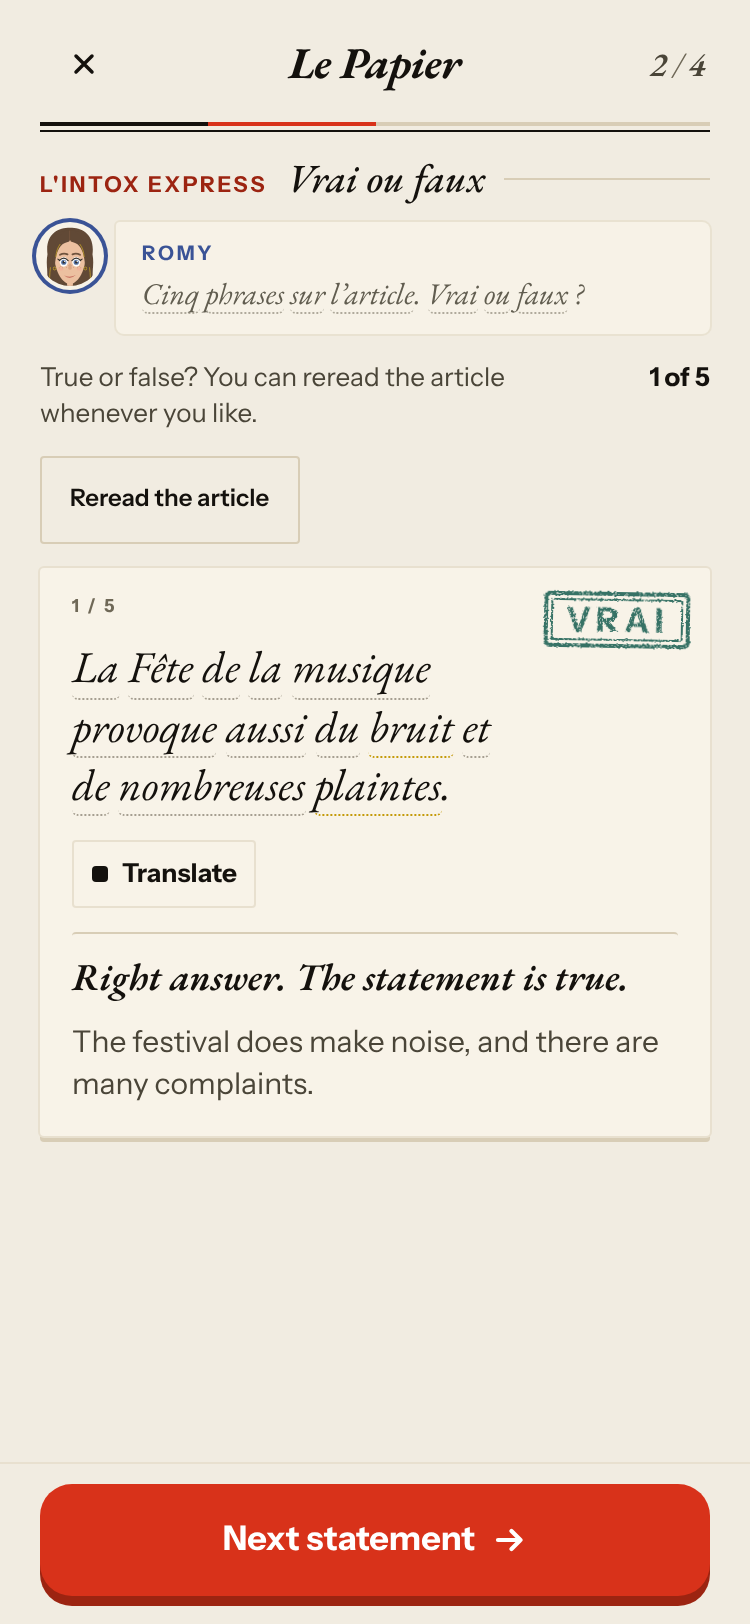 Le Papier
2 / 4
L'INTOX EXPRESS Vrai ou faux
ROMY
Cinq phrases sur l’article. Vrai ou faux ?
True or false? You can reread the article
whenever you like.
1 of 5
Reread the article
1 / 5
VRAI
La Fête de la musique
provoque aussi du bruit et
de nombreuses plaintes.
Translate
Right answer. The statement is true.
The festival does make noise, and there are
many complaints.
Next statement →